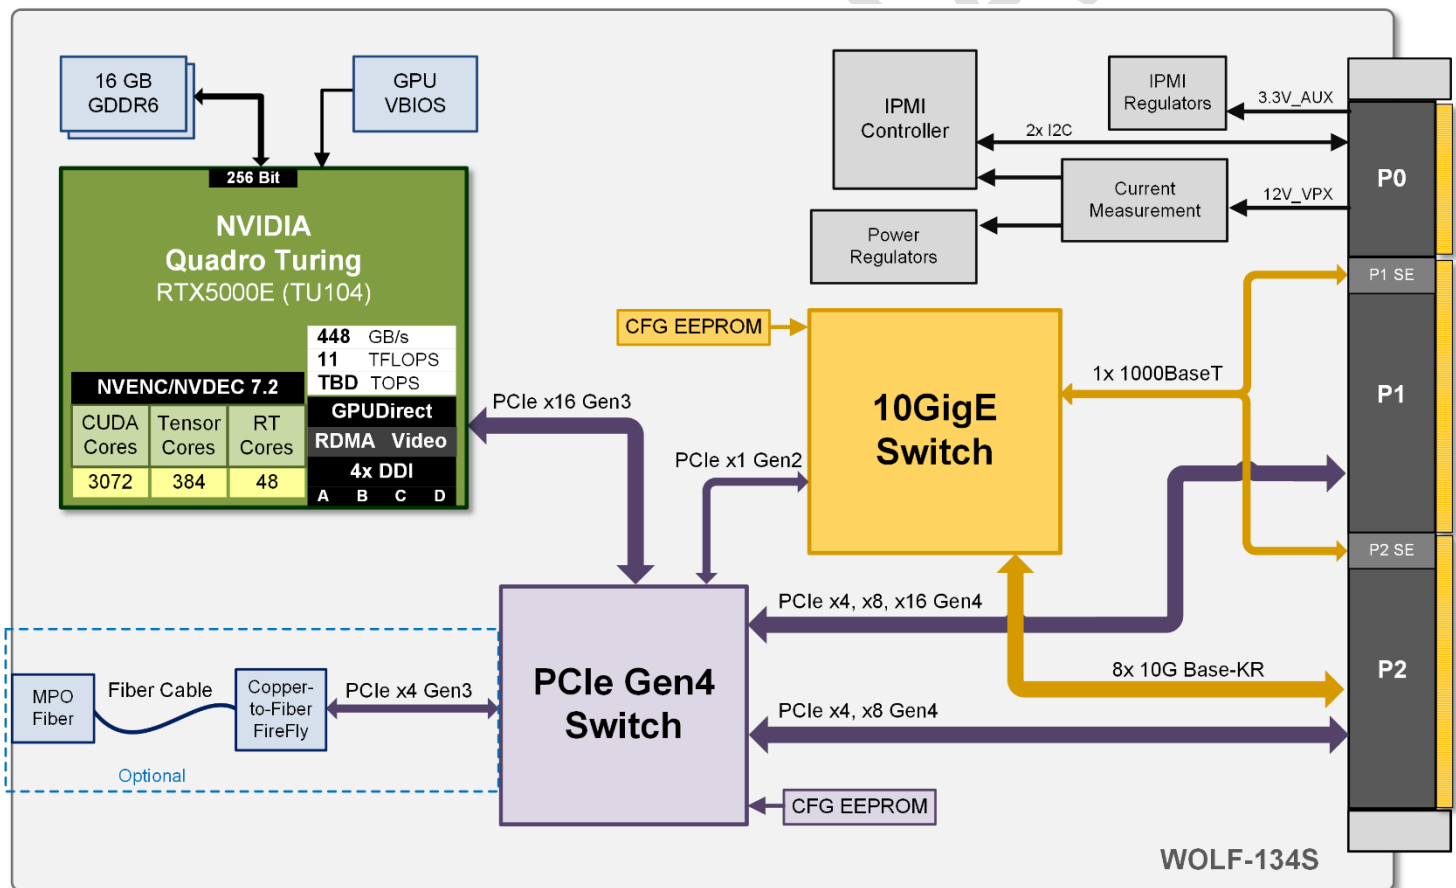 16 GB
GDDR6
GPU
VBIOS
256 Bit
NVIDIA
Quadro Turing
RTX5000E (TU104)
448 GB/s
11 TFLOPS
TBD TOPS
NVENC/NVDEC 7.2
GPUDirect
CUDA
Cores
Tensor
Cores
RT
Cores
RDMA Video
4x DDI
3072
384
48
A B C D
IPMI
Controller
IPMI
Regulators
3.3V_AUX
2x I2C
Current
Measurement
12V_VPX
Power
Regulators
P0
P1 SE
P1
P2 SE
P2
CFG EEPROM
10GigE
Switch
1x 1000BaseT
PCIe x16 Gen3
PCIe x1 Gen2
PCIe x4, x8, x16 Gen4
8x 10G Base-KR
PCIe x4, x8 Gen4
PCIe Gen4
Switch
MPO
Fiber
Fiber Cable
Copper-
to-Fiber
FireFly
PCIe x4 Gen3
Optional
CFG EEPROM
WOLF-134S